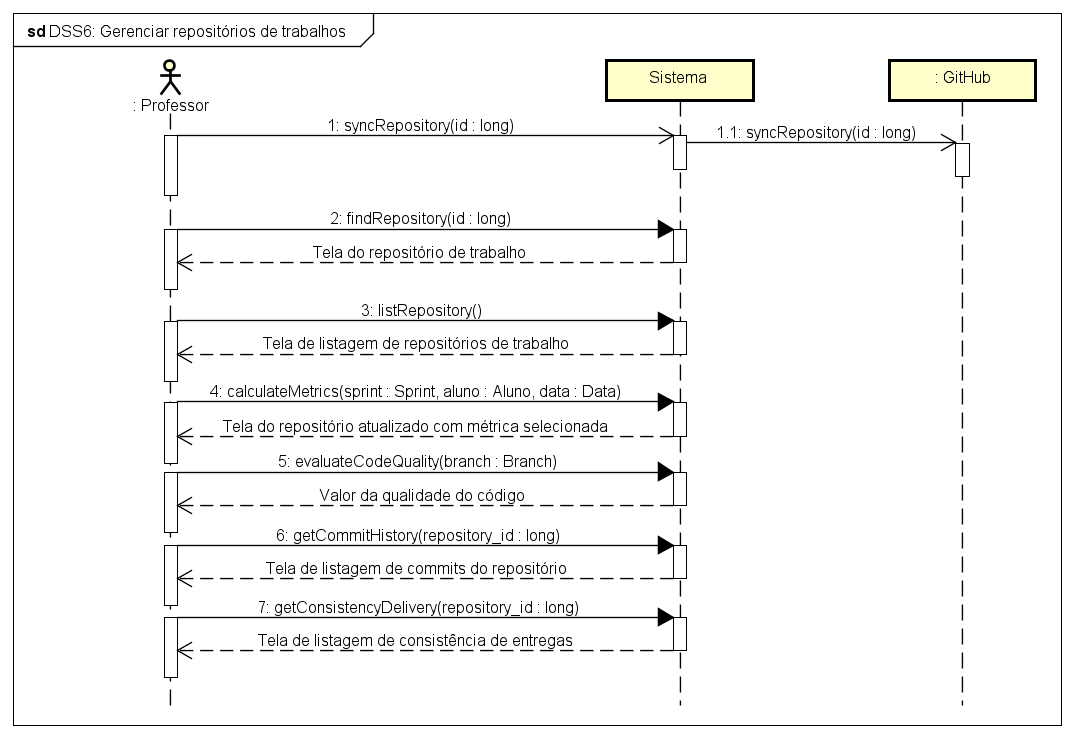 sd DSS6: Gerenciar repositórios de trabalhos
: Professor
Sistema
: GitHub
1: syncRepository(id : long)
1.1: syncRepository(id : long)
2: findRepository(id : long)
Tela do repositório de trabalho
3: listRepository()
Tela de listagem de repositórios de trabalho
4: calculateMetrics(sprint : Sprint, aluno : Aluno, data : Data)
Tela do repositório atualizado com métrica selecionada
5: evaluateCodeQuality(branch : Branch)
Valor da qualidade do código
6: getCommitHistory(repository_id : long)
Tela de listagem de commits do repositório
7: getConsistencyDelivery(repository_id : long)
Tela de listagem de consistência de entregas